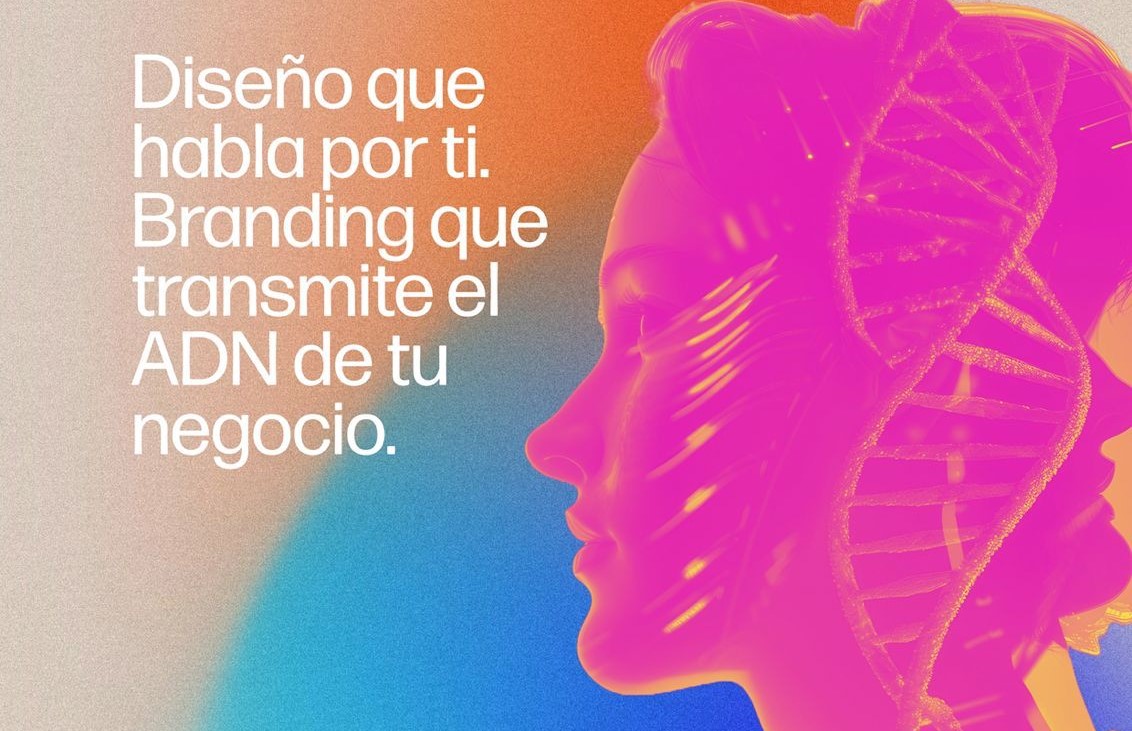 Diseño que
habla por ti.
Branding que
transmite el
ADN de tu
negocio.